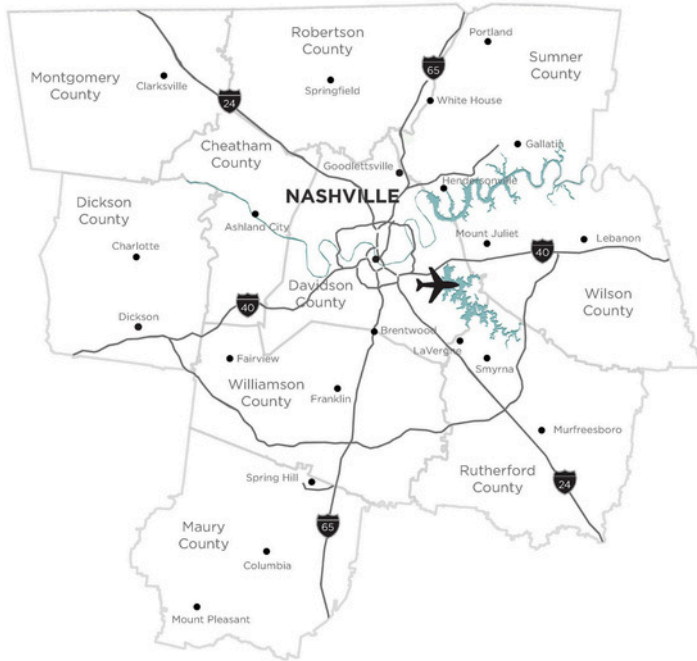 Robertson
County
Portland
Sumner
County
65
Montgomery
County
Clarksville
24
Springfield
White House
Cheatham
County
Goodlettsville
Gallatin
Hendersonville
NASHVILLE
Dickson
County
Ashland City
Charlotte
Mount Juliet
Lebanon
40
Davidson
County
Wilson
County
40
Dickson
Brentwood
LaVergne
Fairview
Smyrna
Williamson
County
Franklin
Murfreesboro
Rutherford
County
24
Spring Hill
65
Maury
County
Columbia
Mount Pleasant